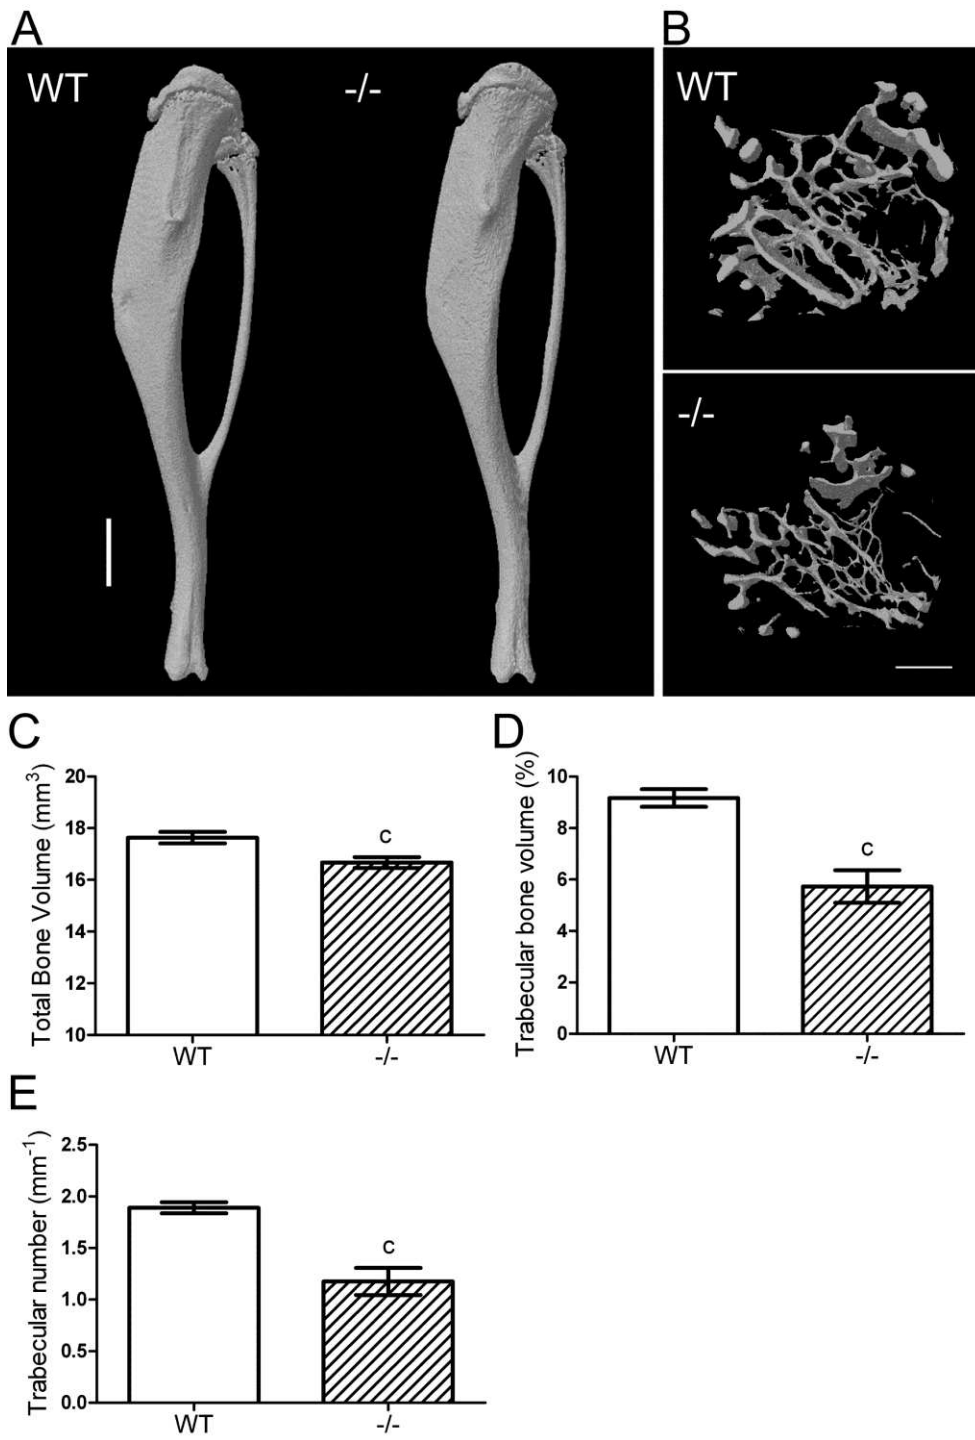 A
B
WT
-/-
WT
-/-
C
D
Total Bone Volume (mm³)
20
18
16
14
12
10
c
WT
-/-
Trabecular bone volume (%)
10
8
6
4
2
0
c
WT
-/-
E
Trabecular number (mm⁻¹)
2.5
2.0
1.5
1.0
0.5
0.0
c
WT
-/-